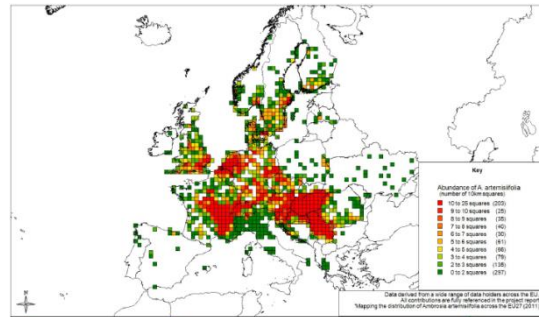 Key
Abundance of A. artemisiifolia
(number of 10km squares)
10 to 25 squares (203)
9 to 10 squares (25)
8 to 9 squares (35)
7 to 8 squares (40)
6 to 7 squares (30)
5 to 6 squares (61)
4 to 5 squares
3 to 4 squares (79)
2 to 3 squares (135)
0 to 2 squares (297)
N
Data derived from a wide range of data holders across the EU.
All contributions are fully referenced in the project report
'Mapping the distribution of Ambrosia artemisiifolia across the EU27 (2011)